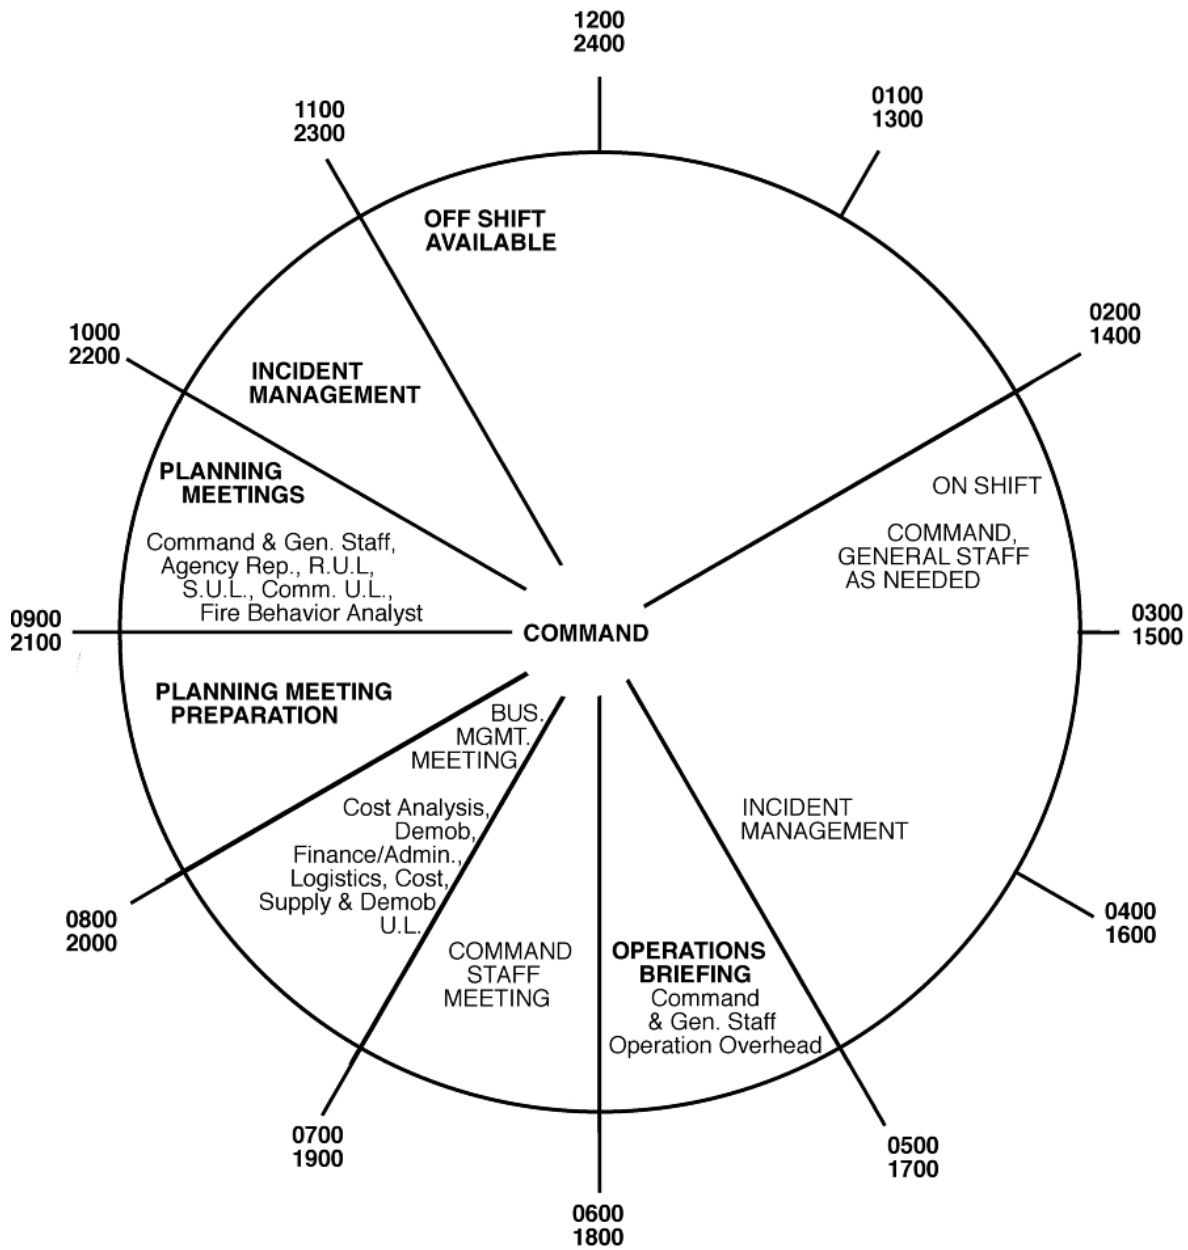 1200
2400
0100
1300
1100
2300
OFF SHIFT
AVAILABLE
0200
1400
1000
2200
INCIDENT
MANAGEMENT
PLANNING
MEETINGS
Command & Gen. Staff,
Agency Rep., R.U.L,
S.U.L., Comm. U.L.,
Fire Behavior Analyst
ON SHIFT
COMMAND,
GENERAL STAFF
AS NEEDED
0900
2100
COMMAND
0300
1500
PLANNING MEETING
PREPARATION
BUS.
MGMT.
MEETING
Cost Analysis,
Demob,
Finance/Admin.,
Logistics, Cost,
Supply & Demob
U.L.
INCIDENT
MANAGEMENT
0800
2000
0400
1600
COMMAND
STAFF
MEETING
OPERATIONS
BRIEFING
Command
& Gen. Staff
Operation Overhead
0700
1900
0500
1700
0600
1800